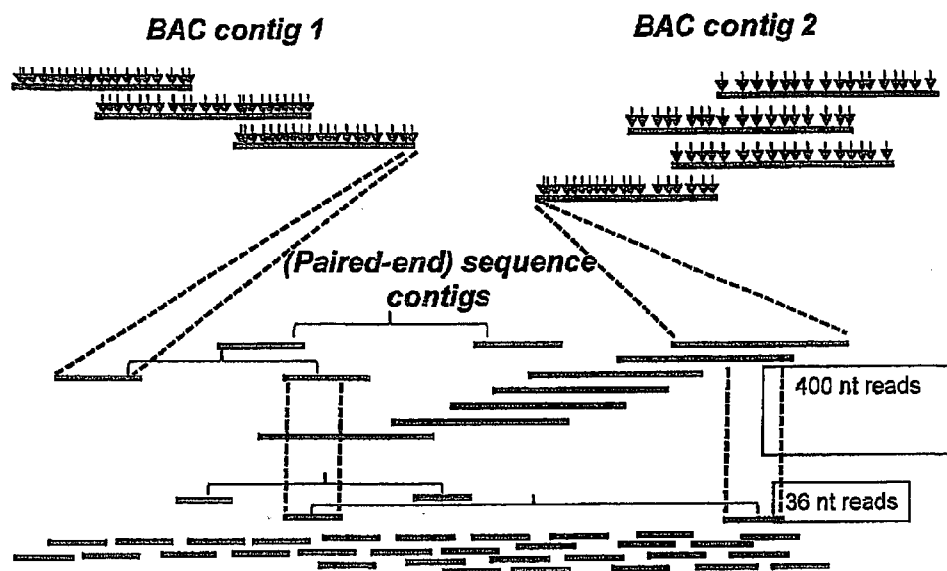 BAC contig 1
BAC contig 2
(Paired-end) sequence
contigs
400 nt reads
36 nt reads